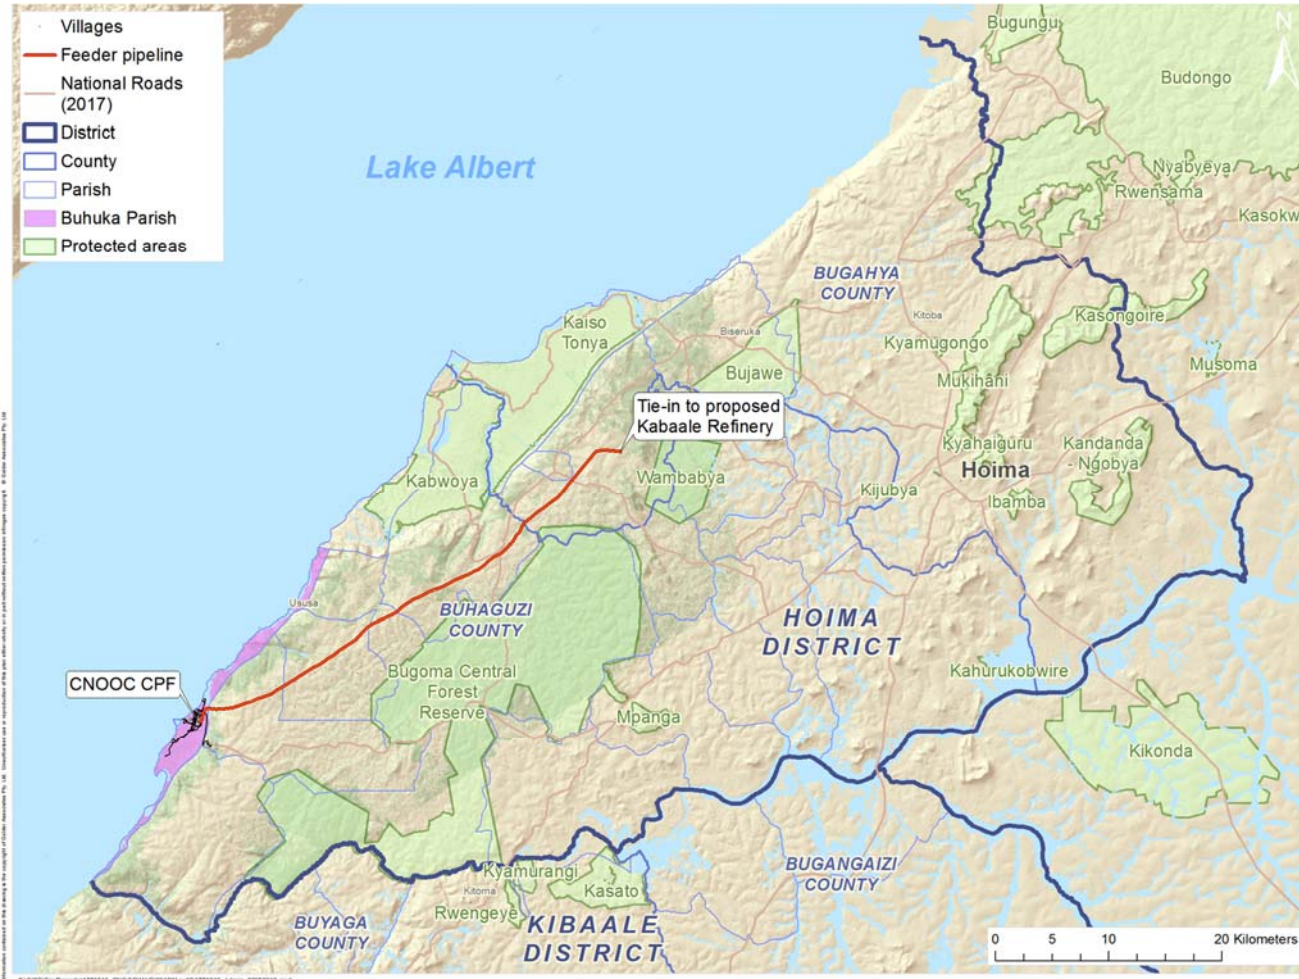 Villages
Feeder pipeline
National Roads
(2017)
District
County
Parish
Buhuka Parish
Protected areas
Lake Albert
N
Bugungu
Budongo
Nyabyeya
Rwensama
Kasokw
BUGAHYA
COUNTY
Kitoba
Kasongoire
Kaiso
Tonya
Biseruka
Kyamugongo
Musoma
Bujawe
Mukihani
Tie-in to proposed
Kabaale Refinery
Kyahaiguru
Kandanda
- Ngobya
Hoima
Kabwoya
Wambabya
Kijubya
Ibamba
Ususa
BUHAGUZI
COUNTY
HOIMA
DISTRICT
Bugoma Central
Forest
Reserve
Kahurukobwire
CNOOC CPF
Mpanga
Kikonda
Kyamurangi
BUGANGAIZI
COUNTY
Kitoma
Kasato
Rwengeye
BUYAGA
COUNTY
KIBAALE
DISTRICT
0 5 10 20 Kilometers